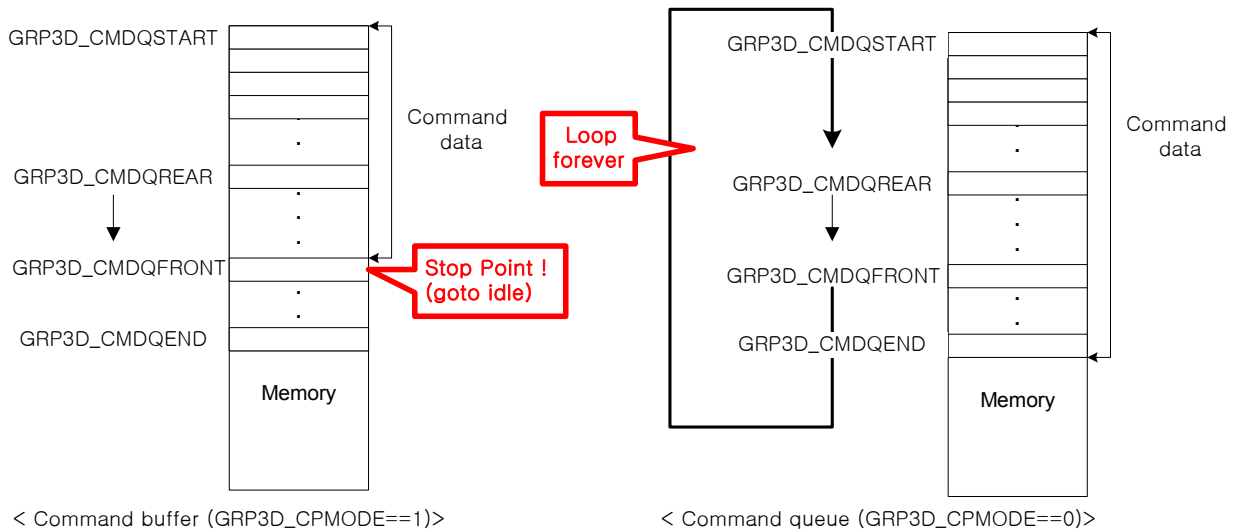 GRP3D_CMDQSTART
Command
data
GRP3D_CMDQREAR
GRP3D_CMDQFRONT
Stop Point !
(goto idle)
GRP3D_CMDQEND
Memory
< Command buffer (GRP3D_CPMODE==1)>
GRP3D_CMDQSTART
Loop
forever
Command
data
GRP3D_CMDQREAR
GRP3D_CMDQFRONT
GRP3D_CMDQEND
Memory
< Command queue (GRP3D_CPMODE==0)>